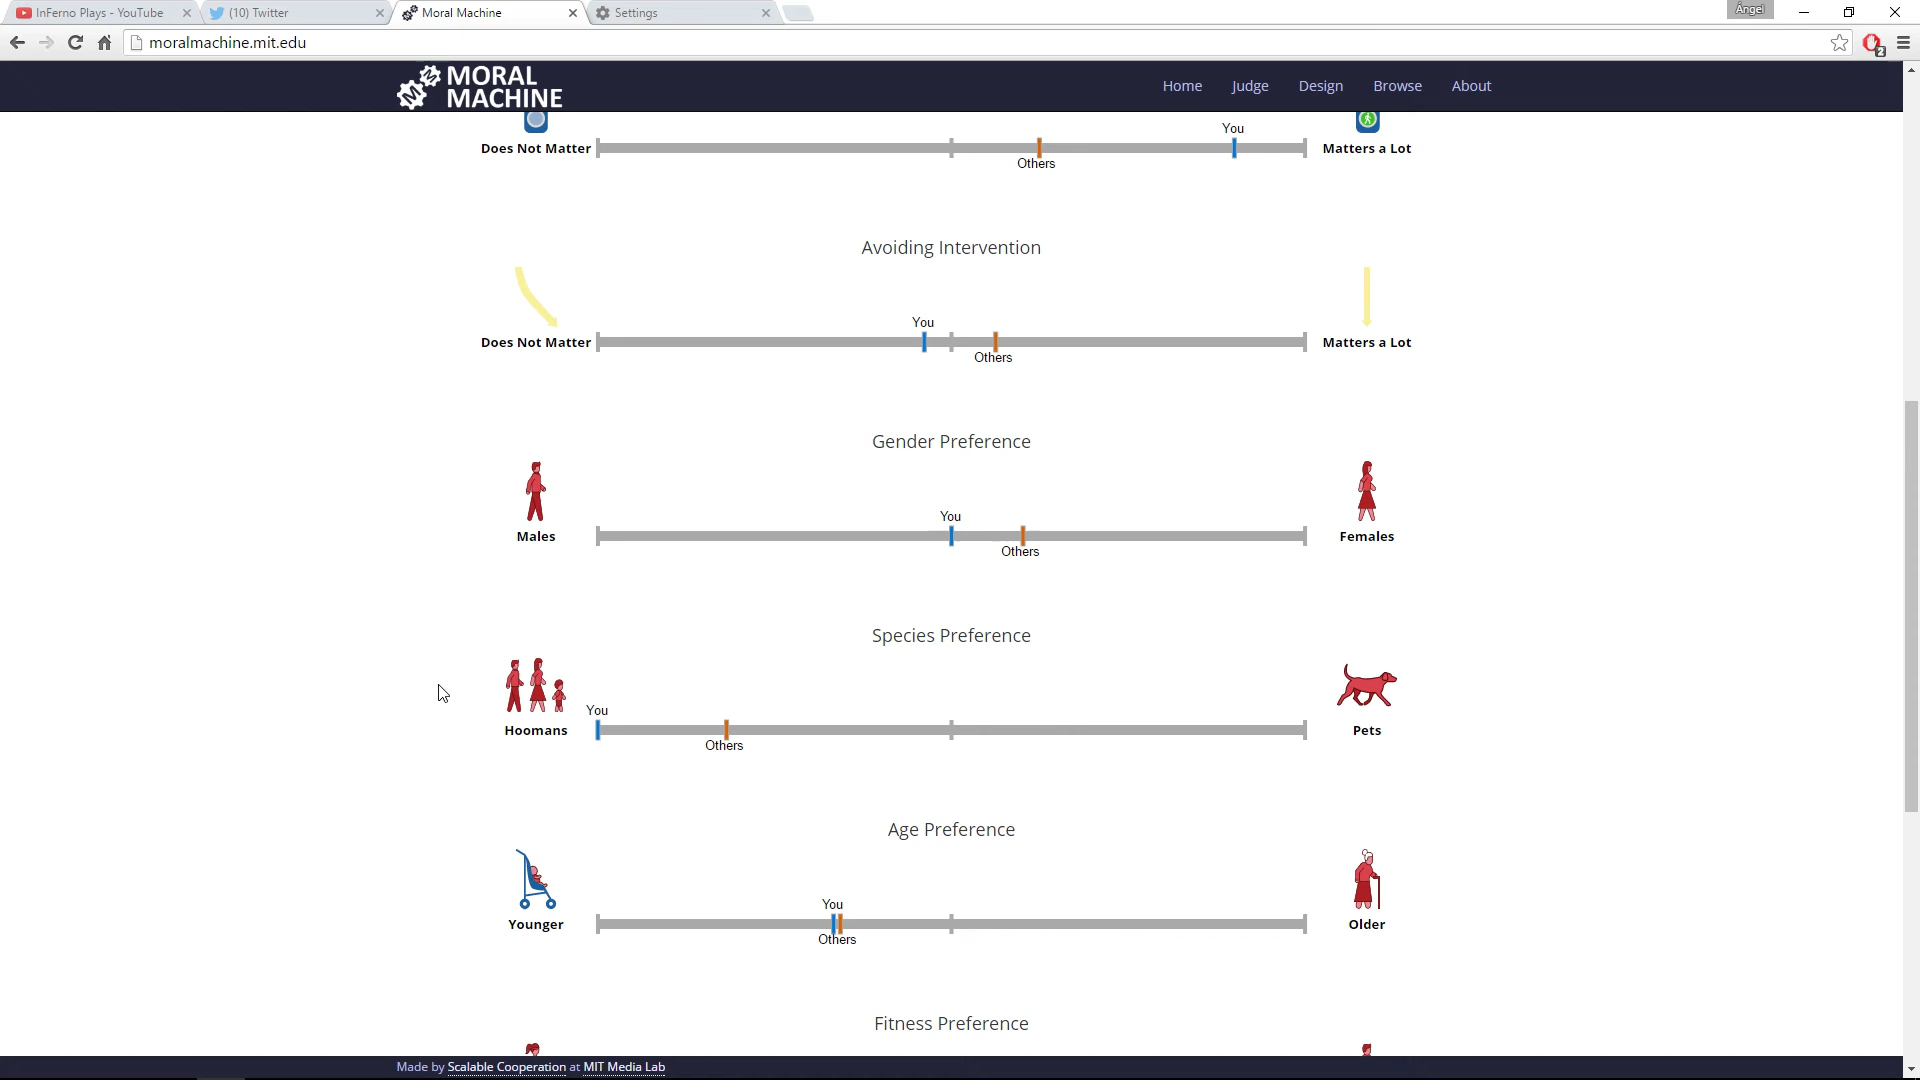 InFerno Plays - YouTube
(10) Twitter
Moral Machine
Settings
Ángel
moralmachine.mit.edu
2
MORAL
MACHINE
Home
Judge
Design
Browse
About
You
Does Not Matter
Matters a Lot
Others
Avoiding Intervention
You
Does Not Matter
Matters a Lot
Others
Gender Preference
You
Males
Females
Others
Species Preference
You
Hoomans
Pets
Others
Age Preference
You
Younger
Older
Others
Fitness Preference
Made by Scalable Cooperation at MIT Media Lab